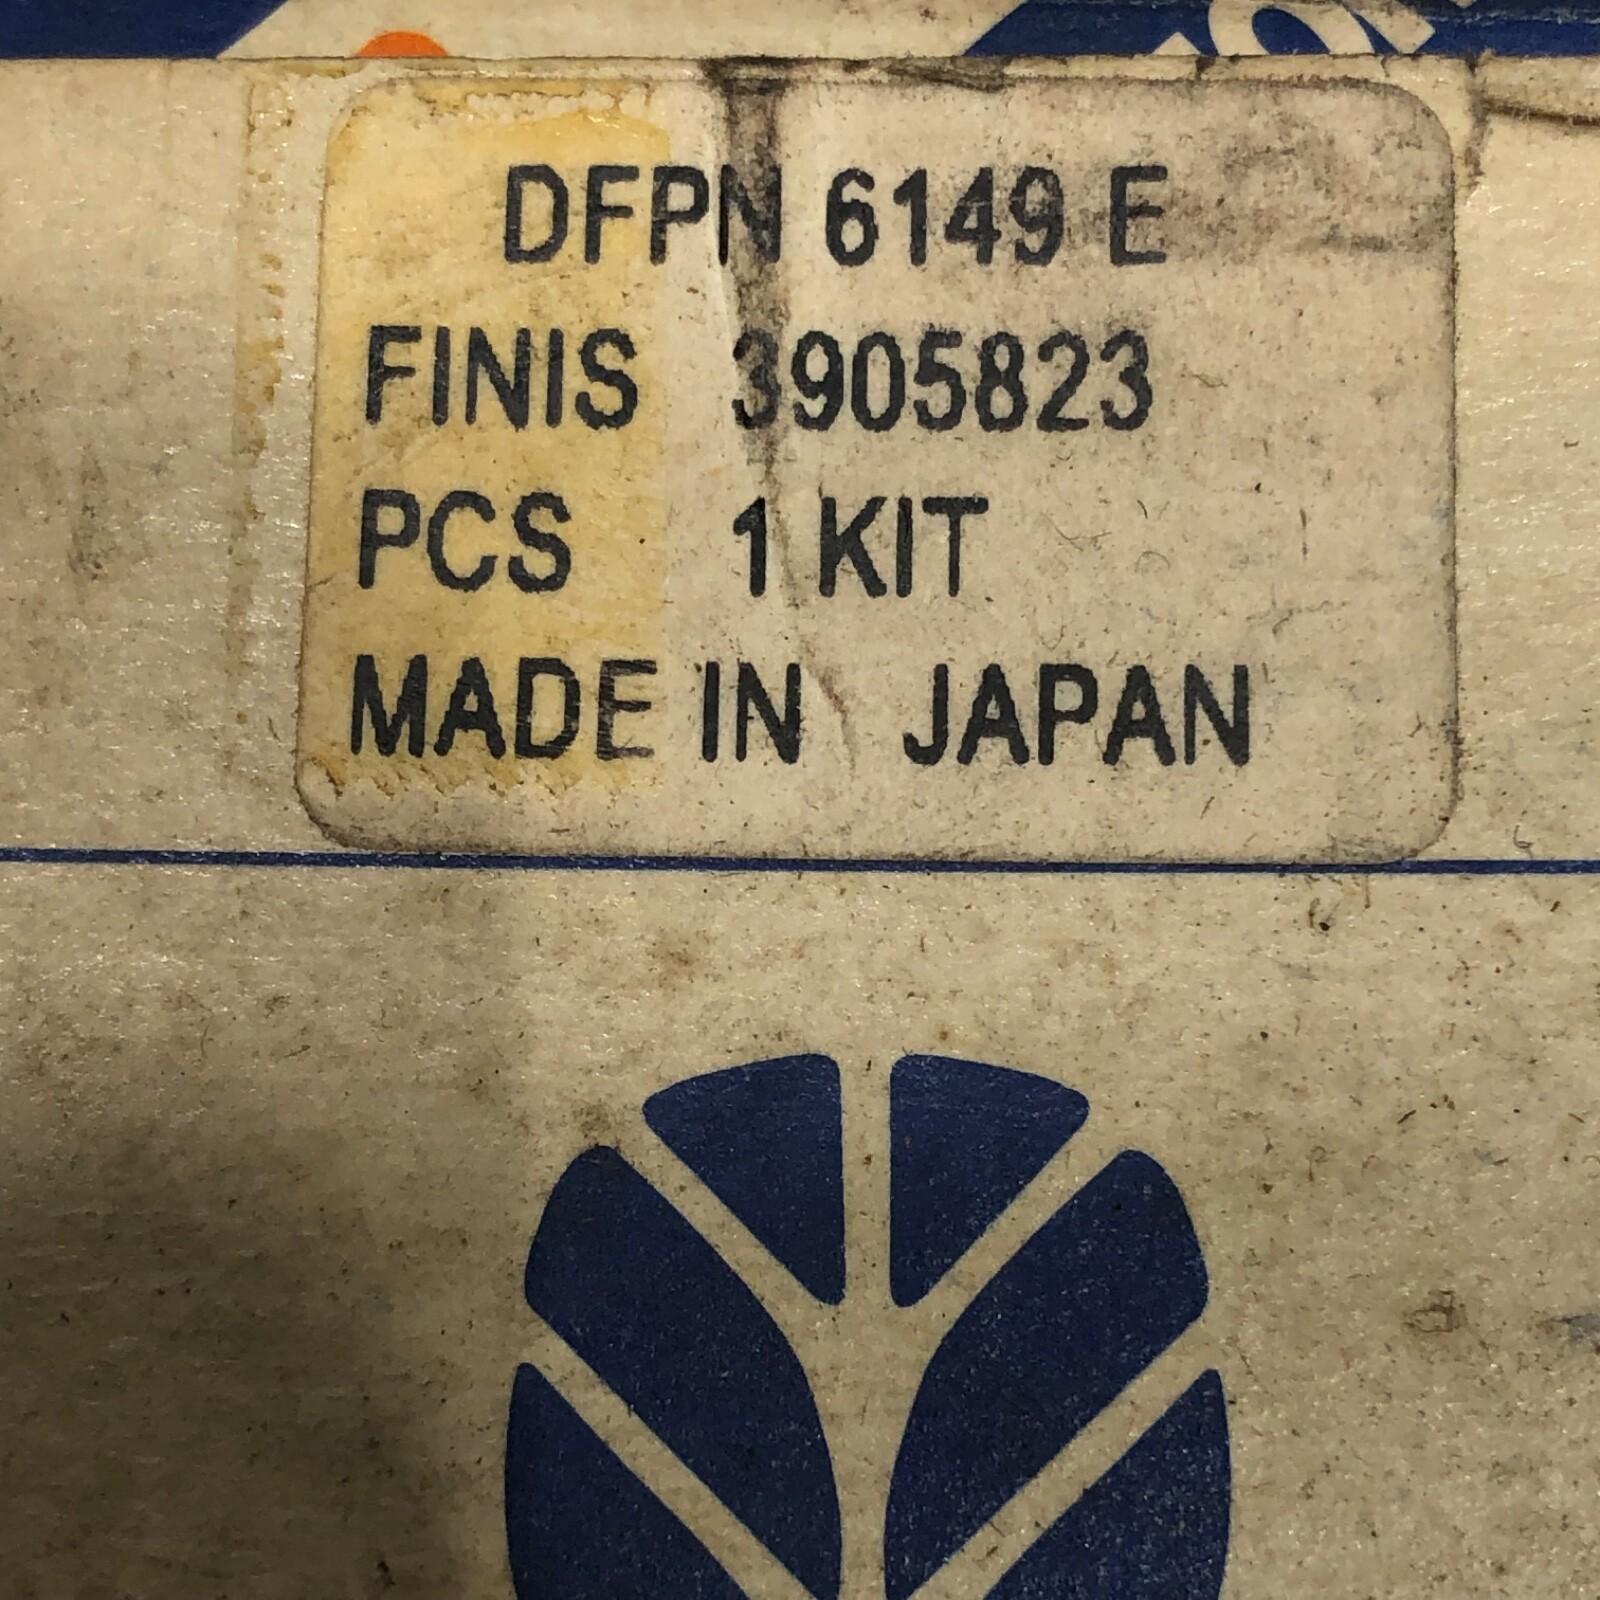 DFPN 6149 E
FINIS 3905823
PCS 1 KIT
MADE IN JAPAN